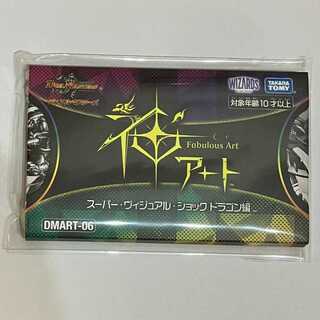 WIZARDS
TAKARA TOMY
対象年齢10才以上
神
Fabulous Art
アート
スーパー・ヴィジュアル・ショック ドラゴン編
DMART-06